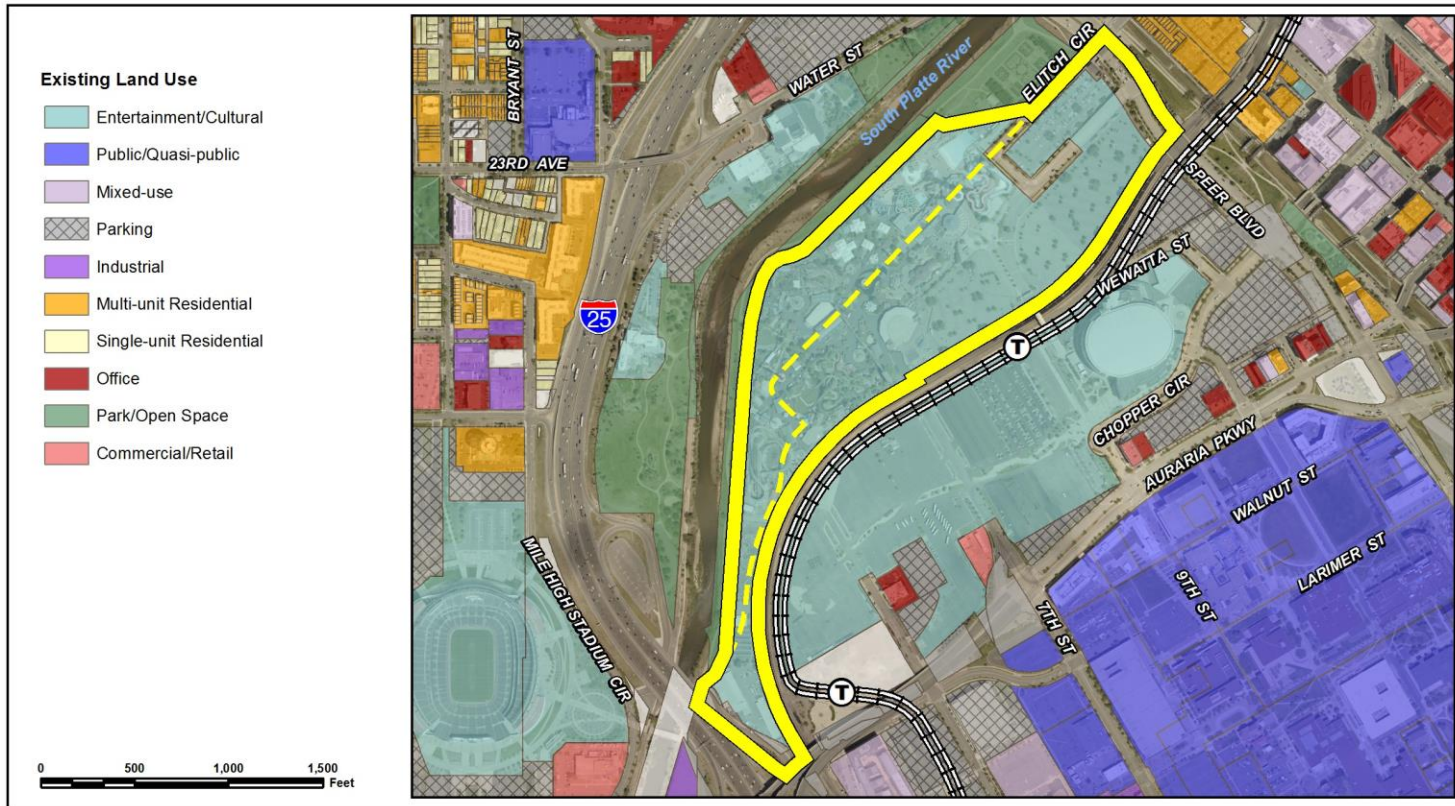 Existing Land Use
Entertainment/Cultural
Public/Quasi-public
Mixed-use
Parking
Industrial
Multi-unit Residential
Single-unit Residential
Office
Park/Open Space
Commercial/Retail
0 500 1,000 1,500
Feet
BRYANT ST
WATER ST
South Platte River
ELITCH CIR
23RD AVE
SPEER BLVD
WEWATTA ST
25
T
CHOPPER CIR
AURARIA PKWY
WALNUT ST
LARIMER ST
9TH ST
7TH ST
MILE HIGH STADIUM CIR
T